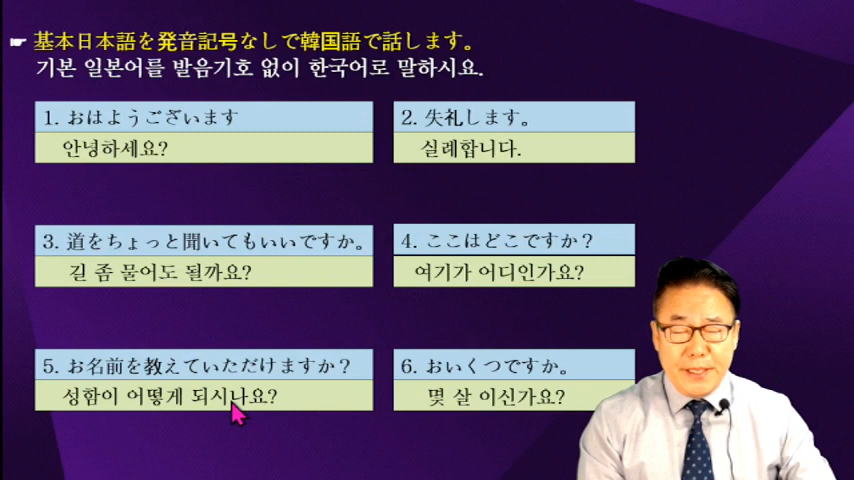 ☛ 基本日本語を発音記号なしで韓国語で話します。
기본 일본어를 발음기호 없이 한국어로 말하시요.
1. おはようございます
안녕하세요?
2. 失礼します。
실례합니다.
3. 道をちょっと聞いてもいいですか。
길 좀 물어도 될까요?
4. ここはどこですか？
여기가 어디인가요?
5. お名前を教えていただけますか？
성함이 어떻게 되시나요?
6. おいくつですか。
몇 살 이신가요?